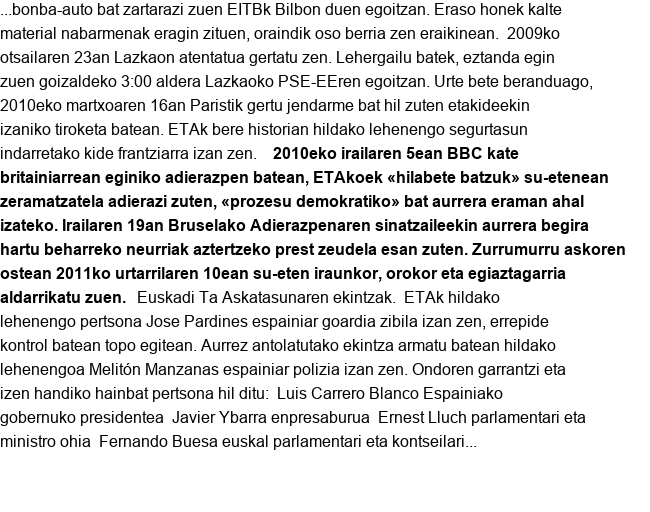 ...bonba-auto bat zartarazi zuen EITBk Bilbon duen egoitzan. Eraso honek kalte
material nabarmenak eragin zituen, oraindik oso berria zen eraikinean.  2009ko
otsailaren 23an Lazkaon atentatua gertatu zen. Lehergailu batek, eztanda egin
zuen goizaldeko 3:00 aldera Lazkaoko PSE-EEren egoitzan. Urte bete beranduago,
2010eko martxoaren 16an Paristik gertu jendarme bat hil zuten etakideekin
izaniko tiroketa batean. ETAk bere historian hildako lehenengo segurtasun
indarretako kide frantziarra izan zen.    2010eko irailaren 5ean BBC kate
britainiarrean eginiko adierazpen batean, ETAkoek «hilabete batzuk» su-etenean
zeramatzatela adierazi zuten, «prozesu demokratiko» bat aurrera eraman ahal
izateko. Irailaren 19an Bruselako Adierazpenaren sinatzaileekin aurrera begira
hartu beharreko neurriak aztertzeko prest zeudela esan zuten. Zurrumurru askoren
ostean 2011ko urtarrilaren 10ean su-eten iraunkor, orokor eta egiaztagarria
aldarrikatu zuen.   Euskadi Ta Askatasunaren ekintzak.  ETAk hildako
lehenengo pertsona Jose Pardines espainiar goardia zibila izan zen, errepide
kontrol batean topo egitean. Aurrez antolatutako ekintza armatu batean hildako
lehenengoa Melitón Manzanas espainiar polizia izan zen. Ondoren garrantzi eta
izen handiko hainbat pertsona hil ditu:  Luis Carrero Blanco Espainiako
gobernuko presidentea  Javier Ybarra enpresaburua  Ernest Lluch parlamentari eta
ministro ohia  Fernando Buesa euskal parlamentari eta kontseilari...